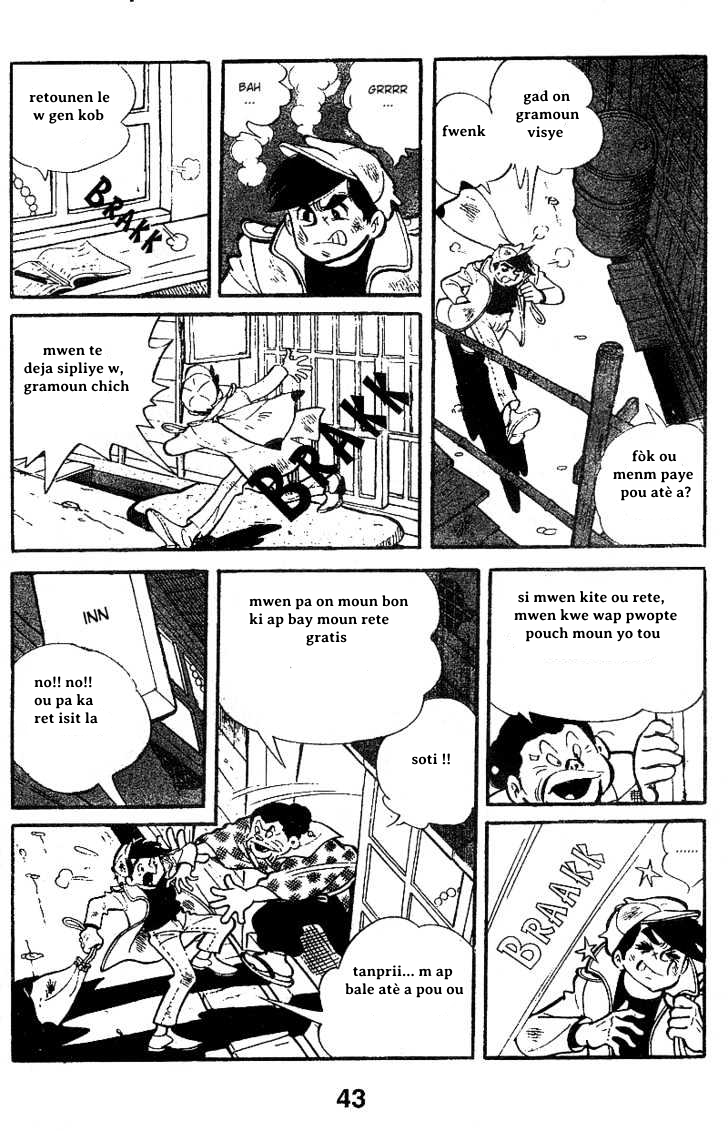 retounen le
w gen kob
BRAKK
BAH
...
GRRRR
...
gad on
gramoun
visye
fwenk
mwen te
deja sipliye w,
gramoun chich
BRAKK
fòk ou
menm paye
pou atè a?
INN
no!! no!!
ou pa ka
ret isit la
mwen pa on moun bon
ki ap bay moun rete
gratis
soti !!
si mwen kite ou rete,
mwen kwe wap pwopte
pouch moun yo tou
tanprii... m ap
bale atè a pou ou
BRAAKK
......
43